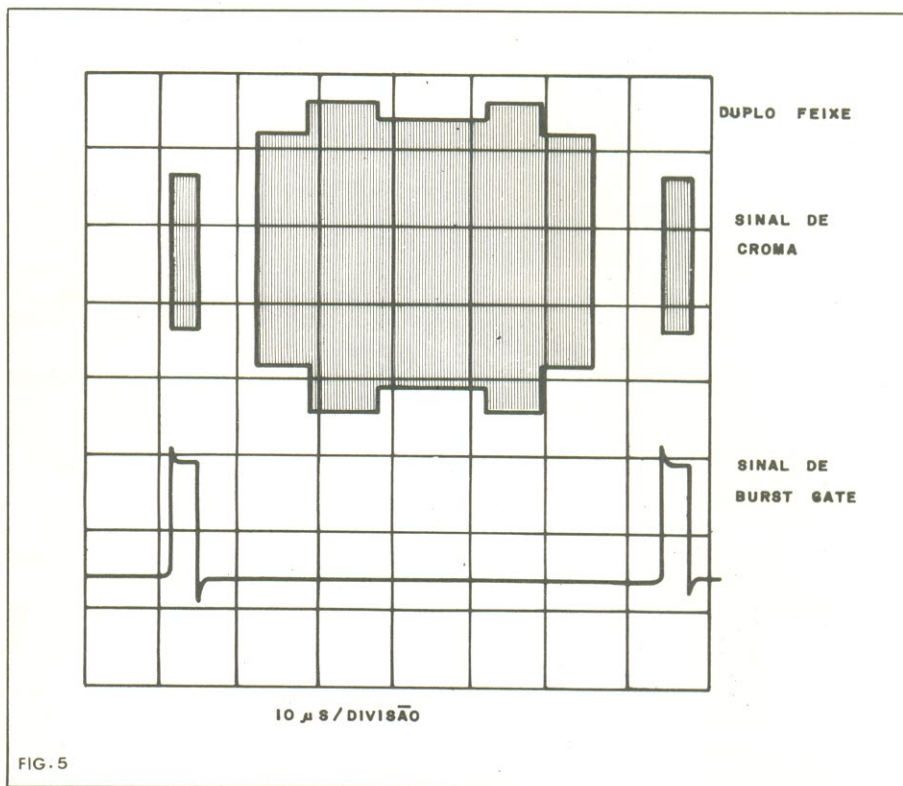 DUPLO FEIXE
SINAL DE
CROMA
SINAL DE
BURST GATE
10 μS/DIVISÃO
FIG. 5